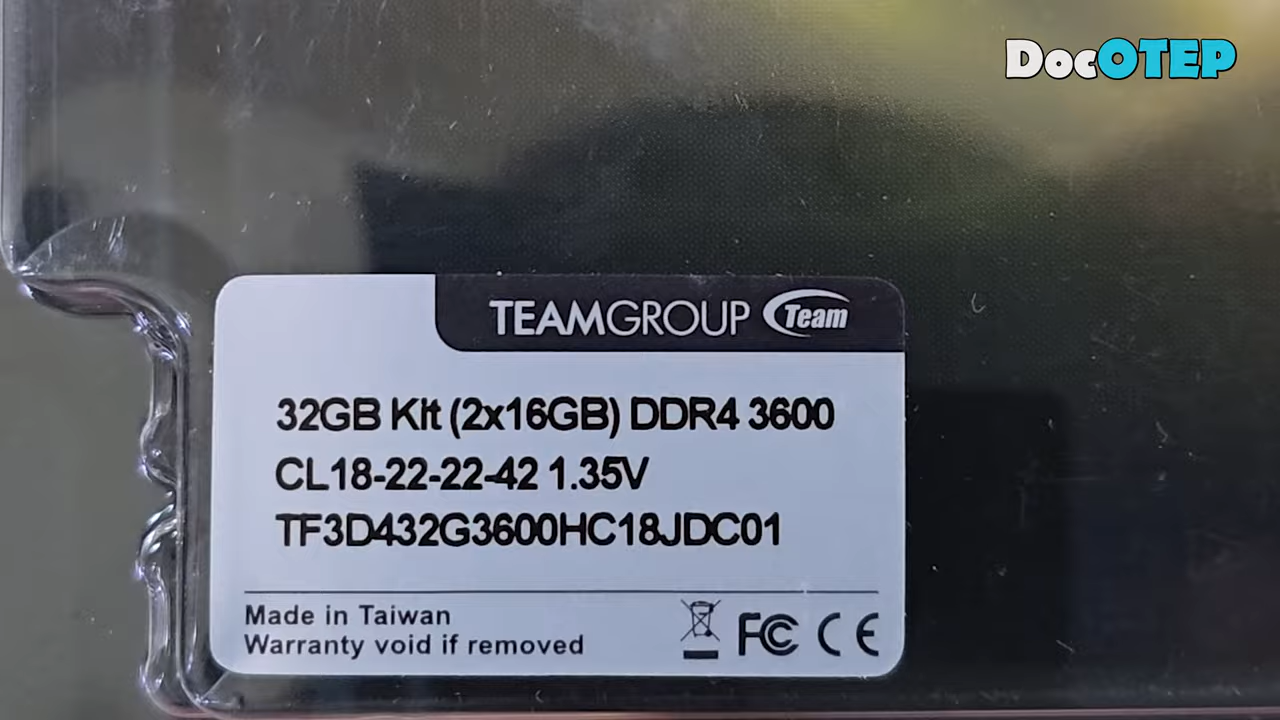 DocOTEP
TEAMGROUP Team
32GB Kit (2x16GB) DDR4 3600
CL18-22-22-42 1.35V
TF3D432G3600HC18JDC01
Made in Taiwan
Warranty void if removed
FC CE